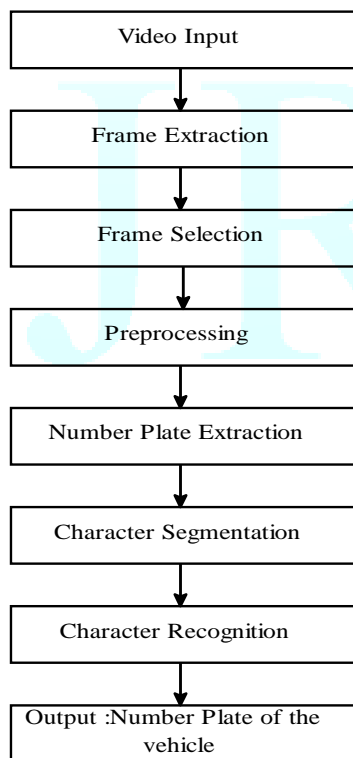 Video Input
Frame Extraction
Frame Selection
Preprocessing
Number Plate Extraction
Character Segmentation
Character Recognition
Output :Number Plate of the
vehicle